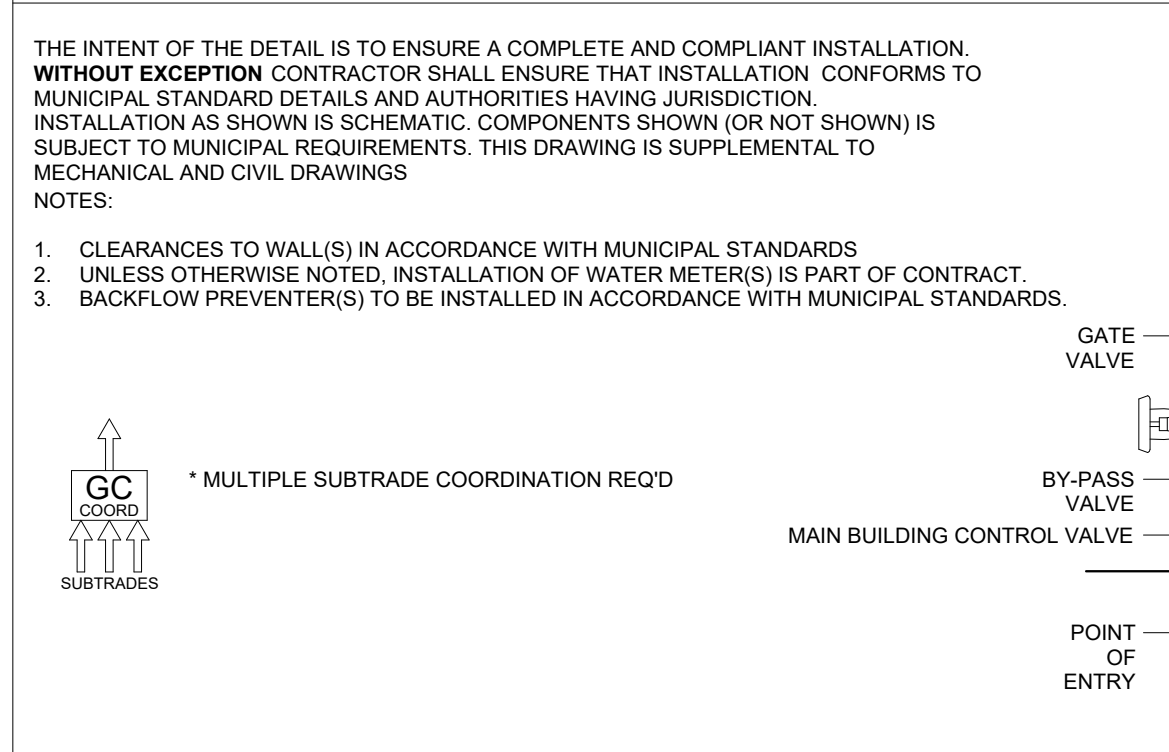 THE INTENT OF THE DETAIL IS TO ENSURE A COMPLETE AND COMPLIANT INSTALLATION.
WITHOUT EXCEPTION CONTRACTOR SHALL ENSURE THAT INSTALLATION CONFORMS TO
MUNICIPAL STANDARD DETAILS AND AUTHORITIES HAVING JURISDICTION.
INSTALLATION AS SHOWN IS SCHEMATIC. COMPONENTS SHOWN (OR NOT SHOWN) IS
SUBJECT TO MUNICIPAL REQUIREMENTS. THIS DRAWING IS SUPPLEMENTAL TO
MECHANICAL AND CIVIL DRAWINGS
NOTES:
1. CLEARANCES TO WALL(S) IN ACCORDANCE WITH MUNICIPAL STANDARDS
2. UNLESS OTHERWISE NOTED, INSTALLATION OF WATER METER(S) IS PART OF CONTRACT.
3. BACKFLOW PREVENTER(S) TO BE INSTALLED IN ACCORDANCE WITH MUNICIPAL STANDARDS.
GATE
VALVE
GC
COORD
SUBTRADES
* MULTIPLE SUBTRADE COORDINATION REQ'D
BY-PASS
VALVE
MAIN BUILDING CONTROL VALVE
POINT
OF
ENTRY